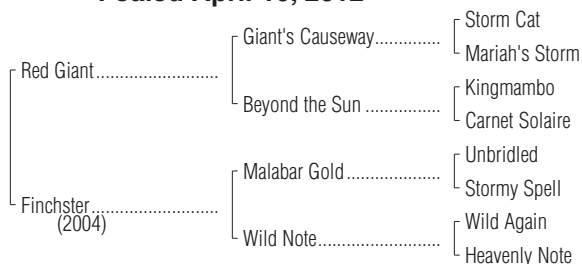 Foaled April 2012
Storm Cat
Giant's Causeway..............
Mariah's Storm
Red Giant..........................
Kingmambo
Beyond the Sun ................
Carnet Solaire
Unbridled
Malabar Gold....................
Stormy Spell
Finchster...........................
(2004)
Wild Again
Wild Note..........................
Heavenly Note